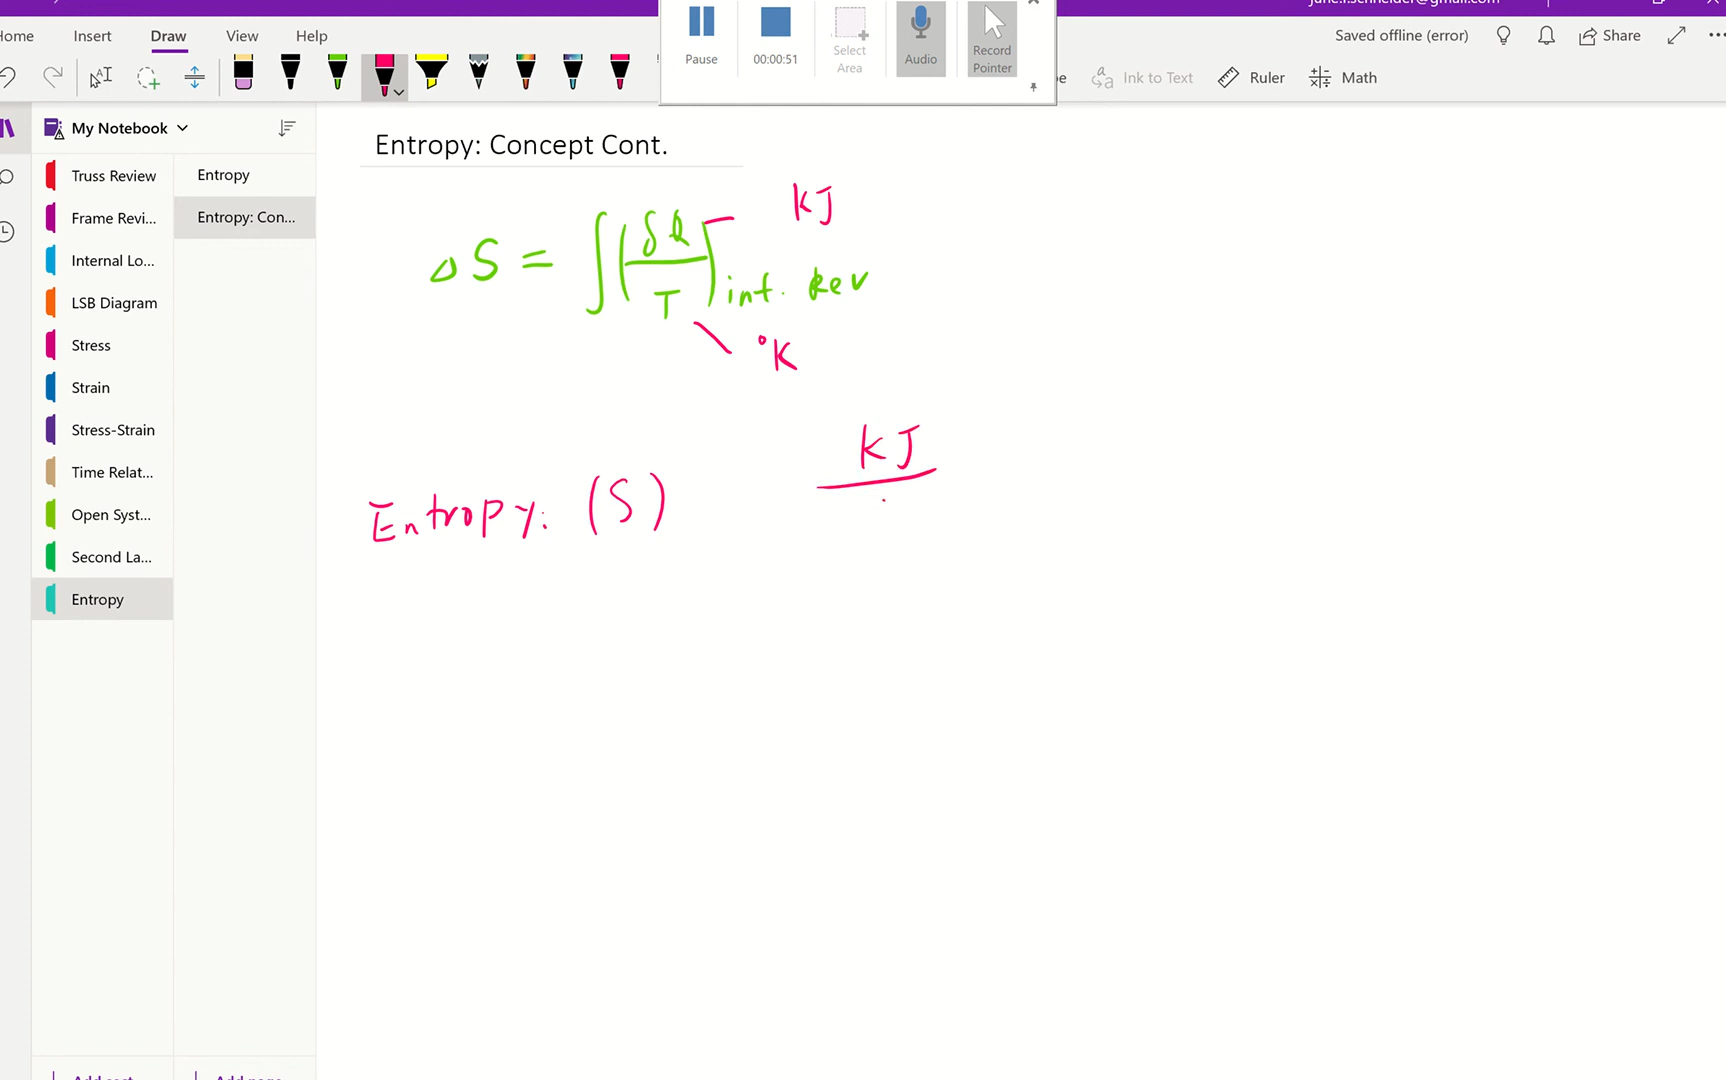 Home Insert Draw View Help
Pause
00:00:51
Select Area
Audio
Record Pointer
Saved offline (error)
Share
Ink to Text
Ruler
Math
My Notebook
Truss Review
Frame Revi...
Internal Lo...
LSB Diagram
Stress
Strain
Stress-Strain
Time Relat...
Open Syst...
Second La...
Entropy
Entropy
Entropy: Con...
Entropy: Concept Cont.
ΔS = ∫(δQ/T) int. Rev
KJ
°K
Entropy: (S)
KJ